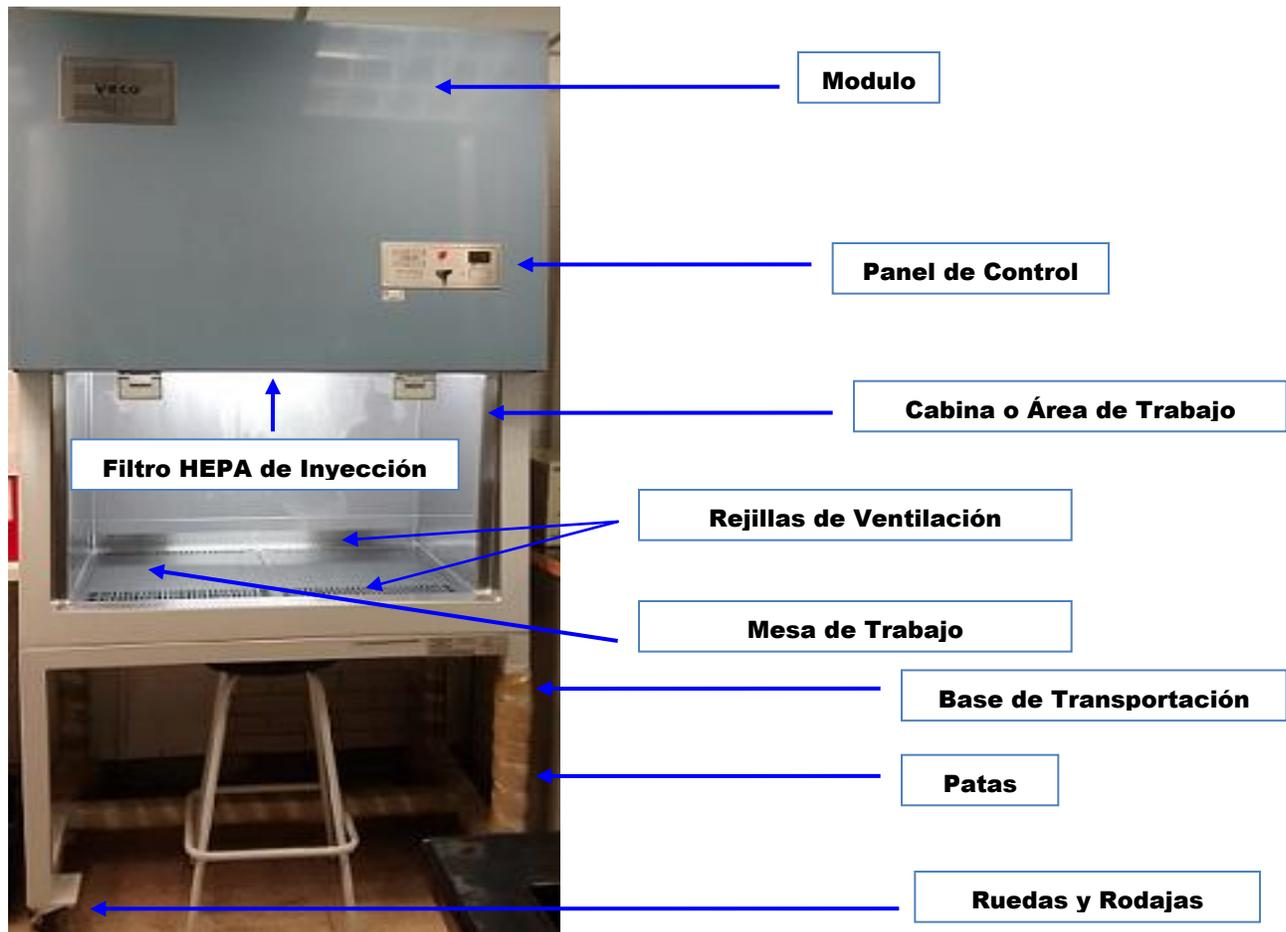 veco
Modulo
Panel de Control
Cabina o Área de Trabajo
Filtro HEPA de Inyección
Rejillas de Ventilación
Mesa de Trabajo
Base de Transportación
Patas
Ruedas y Rodajas